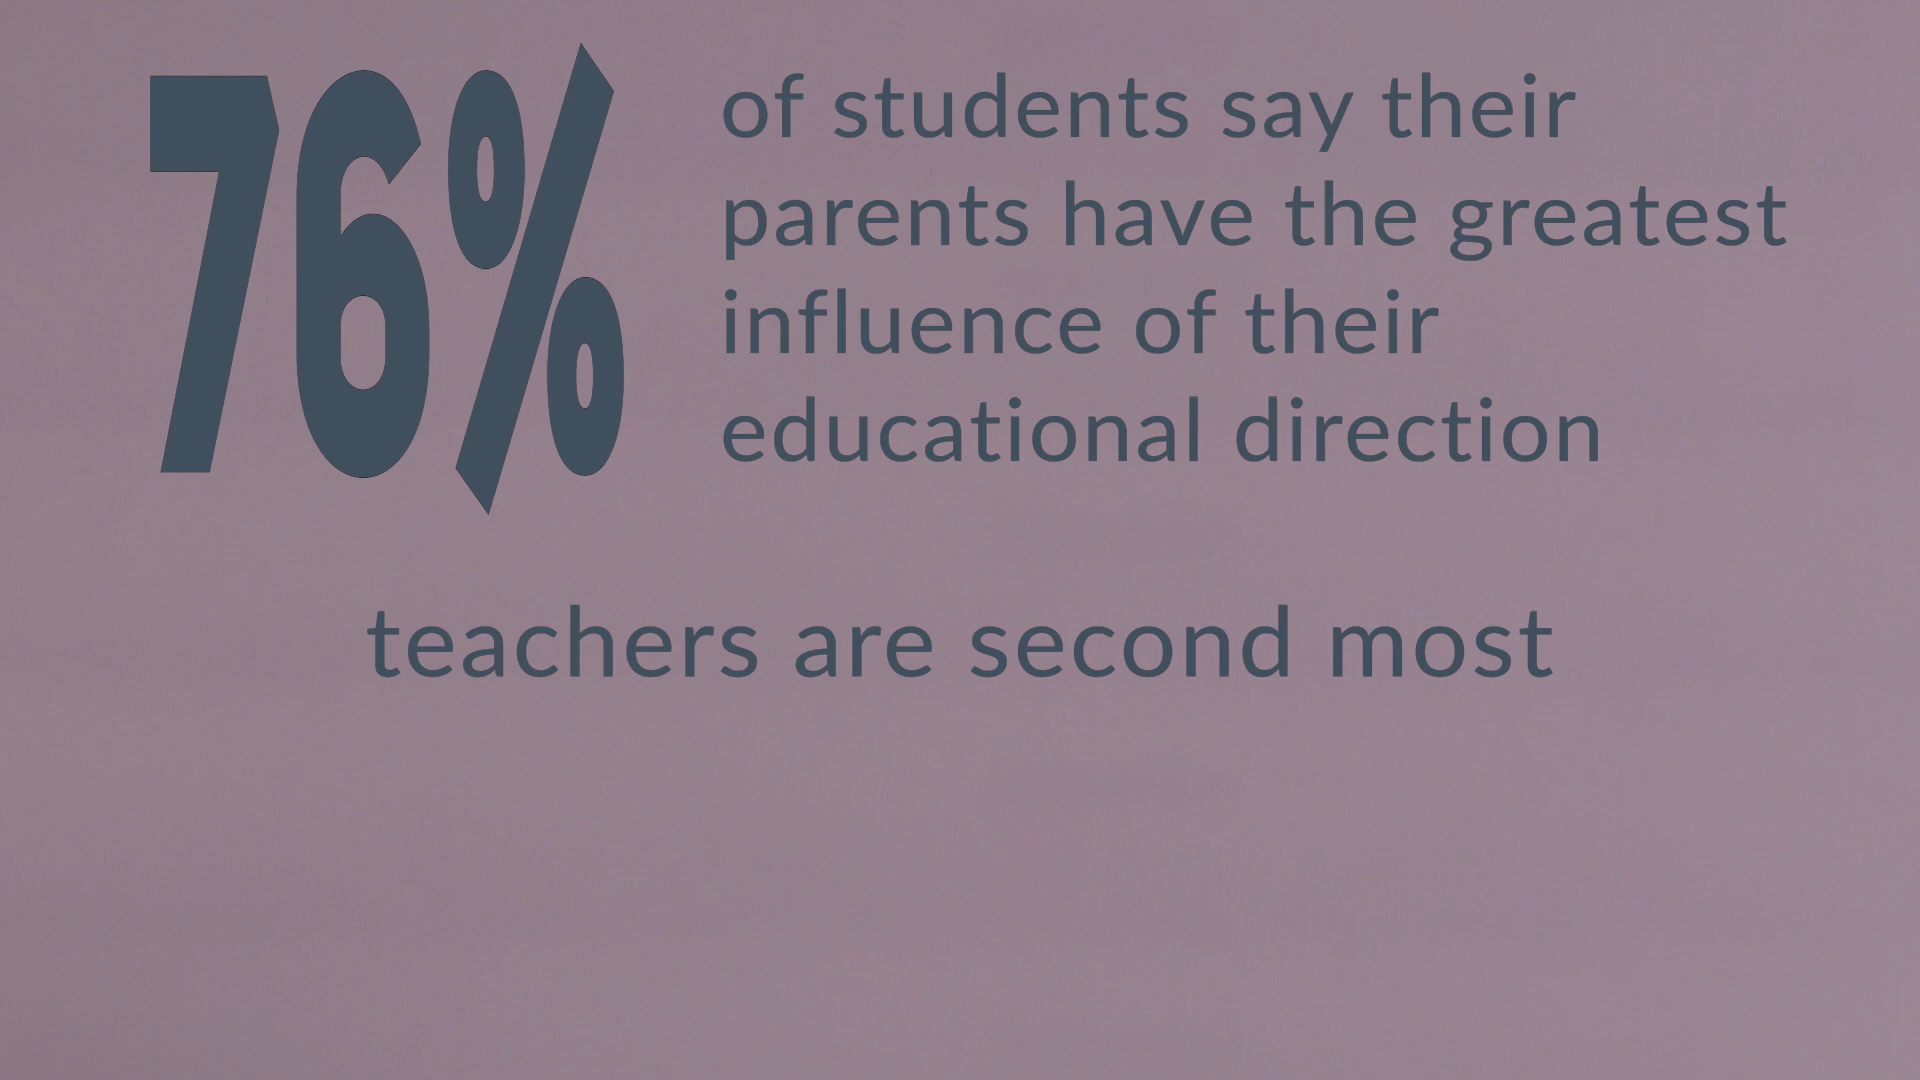 76%
of students say their
parents have the greatest
influence of their
educational direction
teachers are second most